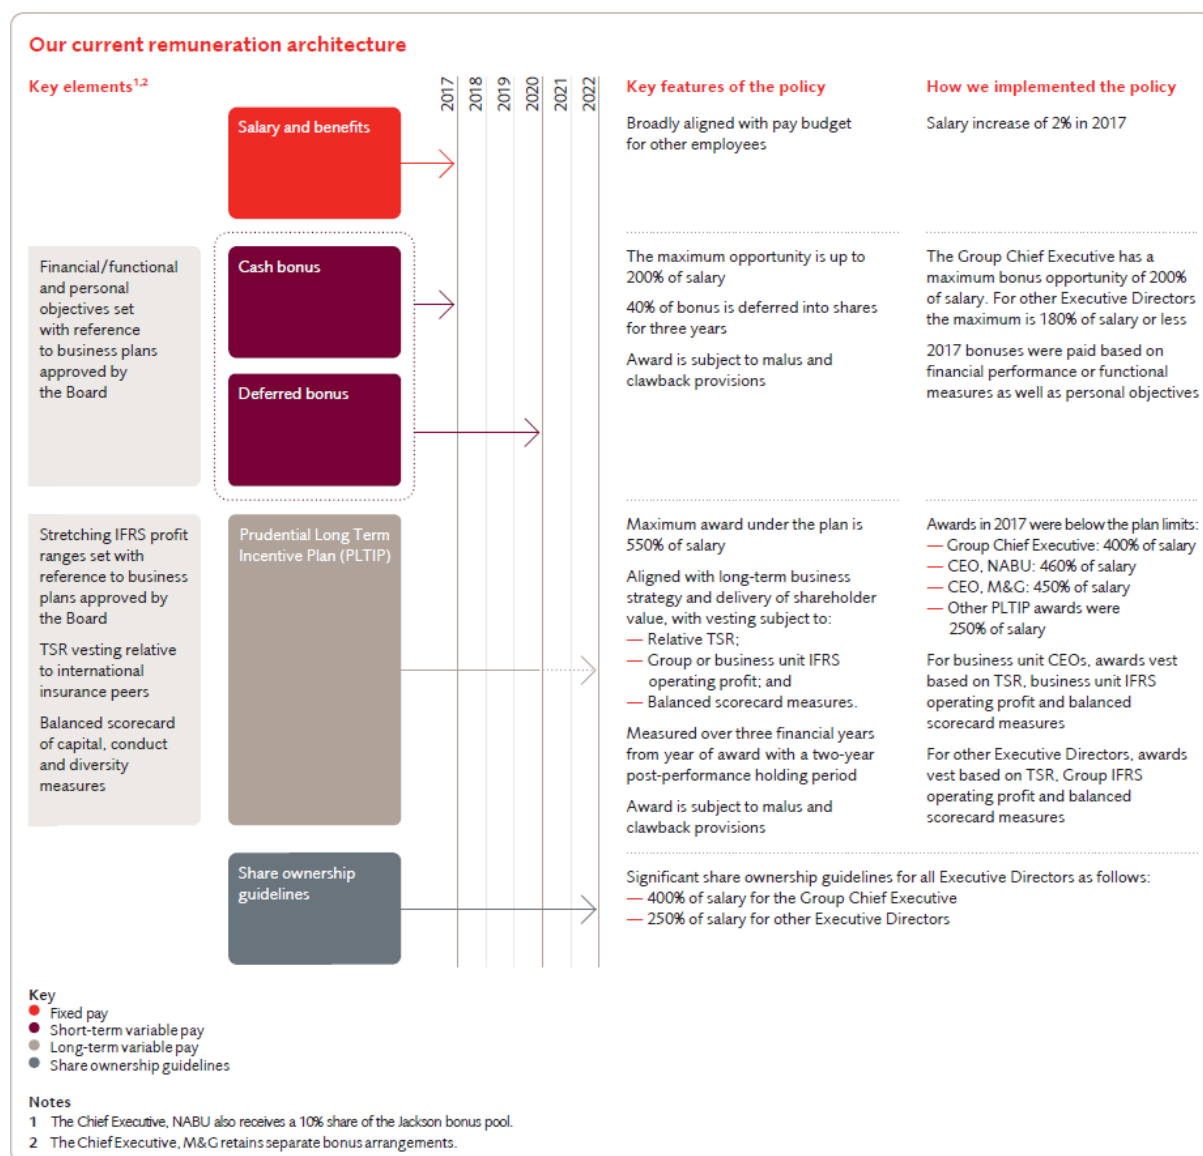 Our current remuneration architecture
Key elements1,2
2017
2018
2019
2020
2021
2022
Key features of the policy
How we implemented the policy
Salary and benefits
Broadly aligned with pay budget
for other employees
Salary increase of 2% in 2017
Financial/functional
and personal
objectives set
with reference
to business plans
approved by
the Board
Cash bonus
Deferred bonus
The maximum opportunity is up to
200% of salary
40% of bonus is deferred into shares
for three years
Award is subject to malus and
clawback provisions
The Group Chief Executive has a
maximum bonus opportunity of 200%
of salary. For other Executive Directors
the maximum is 180% of salary or less
2017 bonuses were paid based on
financial performance or functional
measures as well as personal objectives
Stretching IFRS profit
ranges set with
reference to business
plans approved by
the Board
TSR vesting relative
to international
insurance peers
Balanced scorecard
of capital, conduct
and diversity
measures
Prudential Long Term
Incentive Plan (PLTIP)
Maximum award under the plan is
550% of salary
Aligned with long-term business
strategy and delivery of shareholder
value, with vesting subject to:
— Relative TSR;
— Group or business unit IFRS
operating profit; and
— Balanced scorecard measures.
Measured over three financial years
from year of award with a two-year
post-performance holding period
Award is subject to malus and
clawback provisions
Awards in 2017 were below the plan limits:
— Group Chief Executive: 400% of salary
— CEO, NABU: 460% of salary
— CEO, M&G: 450% of salary
— Other PLTIP awards were
250% of salary
For business unit CEOs, awards vest
based on TSR, business unit IFRS
operating profit and balanced
scorecard measures
For other Executive Directors, awards
vest based on TSR, Group IFRS
operating profit and balanced
scorecard measures
Share ownership
guidelines
Significant share ownership guidelines for all Executive Directors as follows:
— 400% of salary for the Group Chief Executive
— 250% of salary for other Executive Directors
Key
Fixed pay
Short-term variable pay
Long-term variable pay
Share ownership guidelines
Notes
1 The Chief Executive, NABU also receives a 10% share of the Jackson bonus pool.
2 The Chief Executive, M&G retains separate bonus arrangements.